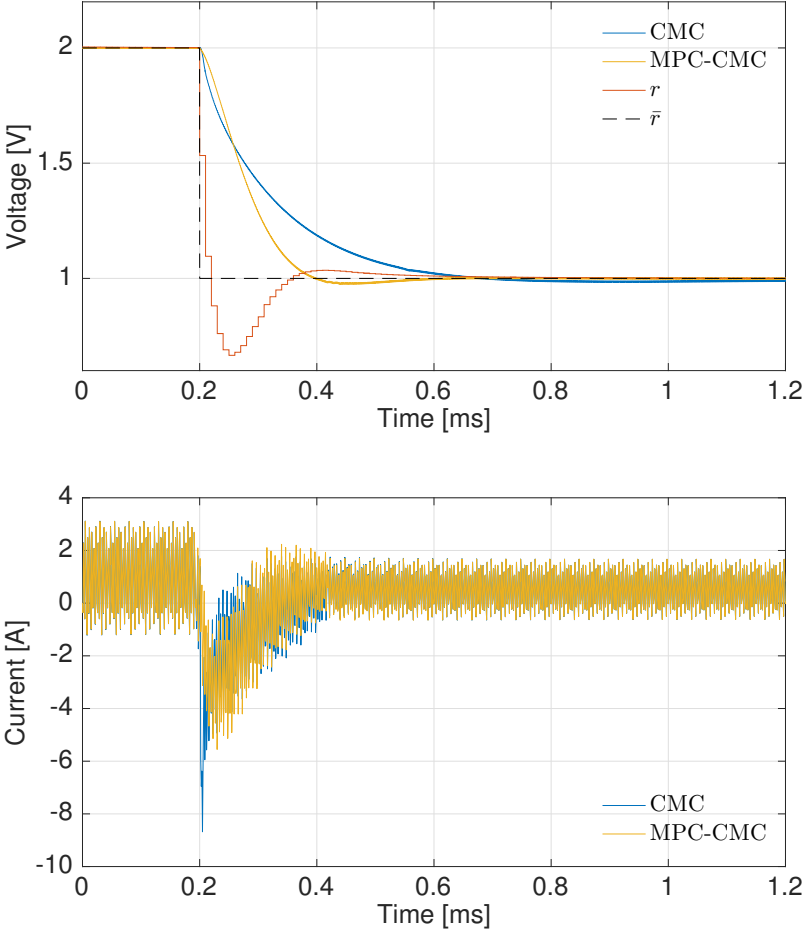 2
1.5
1
Voltage [V]
CMC
MPC-CMC
r
r̄
0 0.2 0.4 0.6 0.8 1 1.2
Time [ms]
4
2
0
-2
-4
-6
-8
-10
Current [A]
CMC
MPC-CMC
0 0.2 0.4 0.6 0.8 1 1.2
Time [ms]